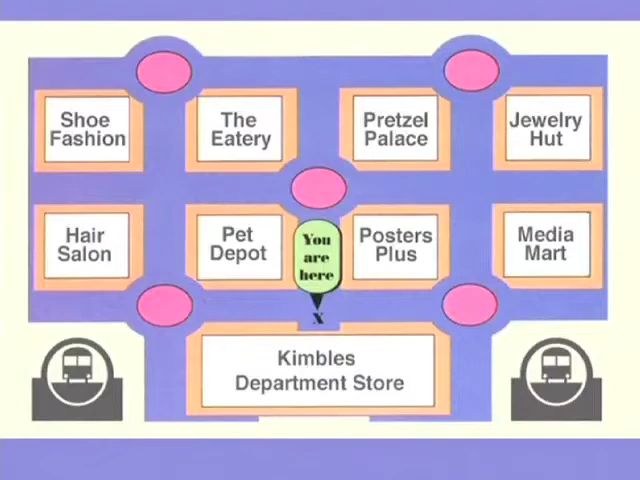 Shoe
Fashion
The
Eatery
Pretzel
Palace
Jewelry
Hut
Hair
Salon
Pet
Depot
You
are
here
Posters
Plus
Media
Mart
X
Kimbles
Department Store